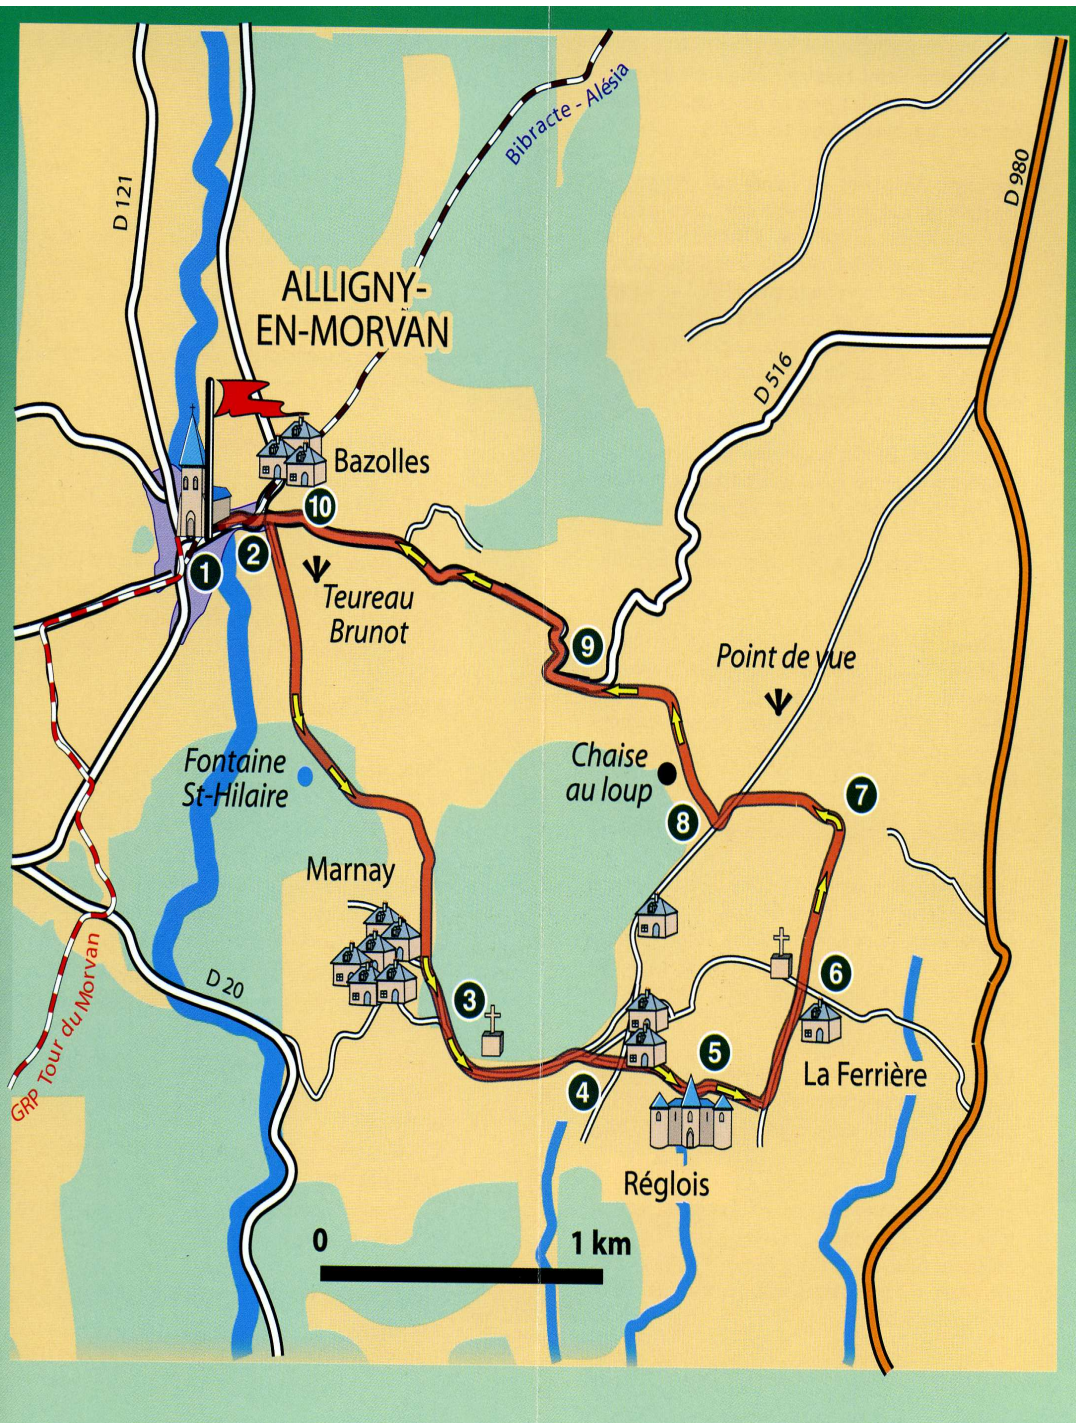 Bibracte - Alésia
D 121
D 980
ALLIGNY-
EN-MORVAN
D 516
Bazolles
10
2
1
Teureau
Brunot
9
Point de vue
Fontaine
St-Hilaire
Chaise
au loup
7
8
Marnay
GRP Tour du Morvan
D 20
3
6
5
La Ferrière
4
Réglois
0
1 km